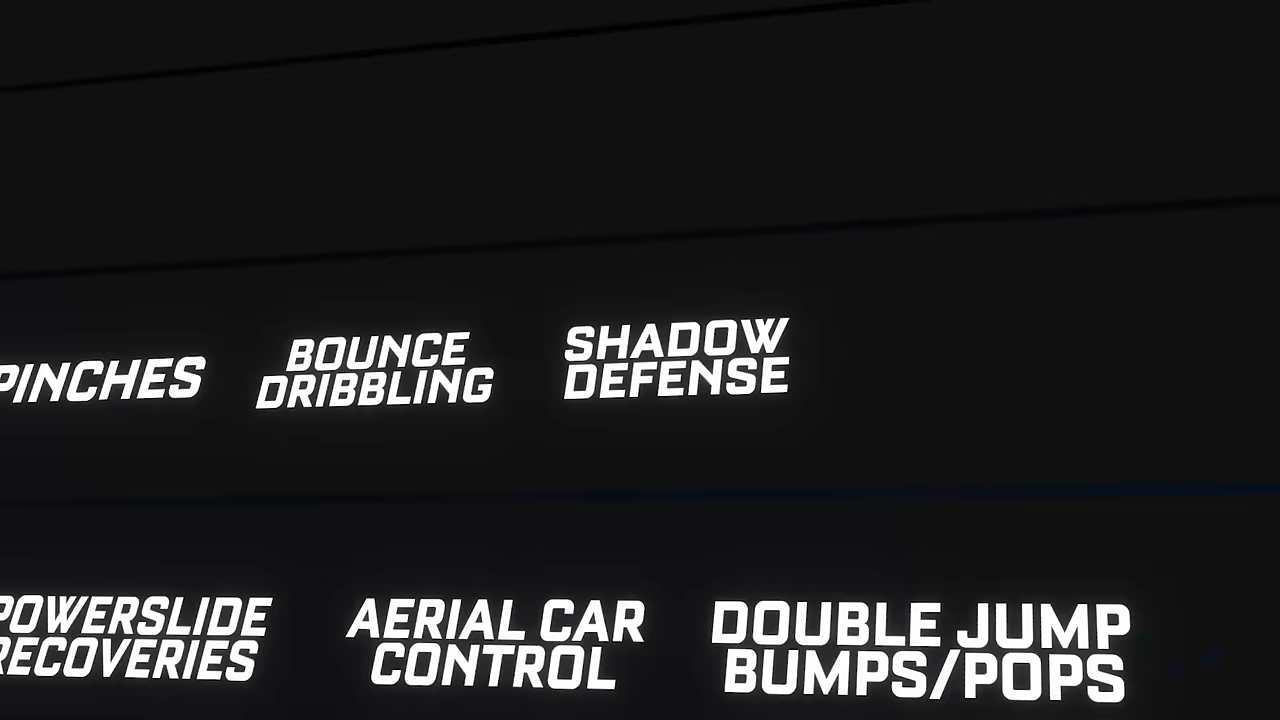 PINCHES
BOUNCE
DRIBBLING
SHADOW
DEFENSE
POWERSLIDE
RECOVERIES
AERIAL CAR
CONTROL
DOUBLE JUMP
BUMPS/POPS